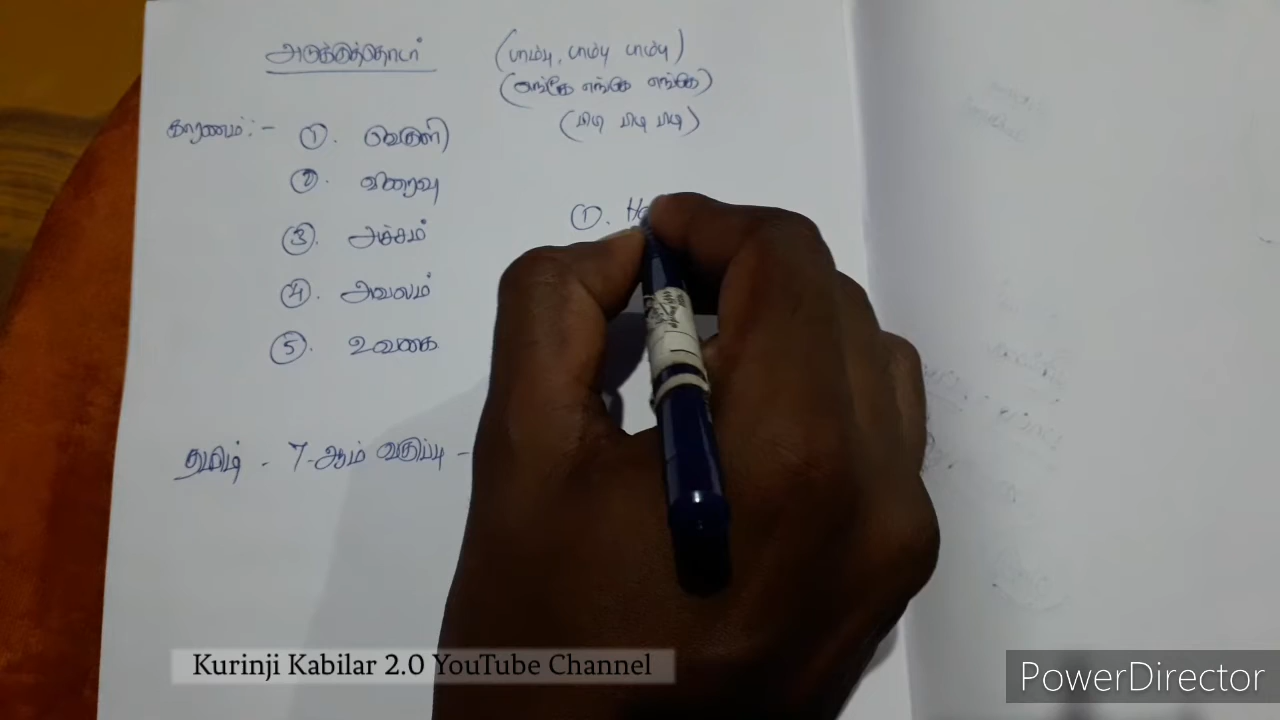 அடுக்குத்தொடர்
(பாம்பு, பாம்பு பாம்பு)
(எங்கே எங்கே எங்கே)
(பிடி பிடி பிடி)
காரணம் :-
①. வெகுளி
②. விரைவு
③. அச்சம்
④. அவலம்
⑤. உவகை
①. Ha
தமிழ் - 7-ஆம் வகுப்பு -
Kurinji Kabilar 2.0 YouTube Channel
PowerDirector